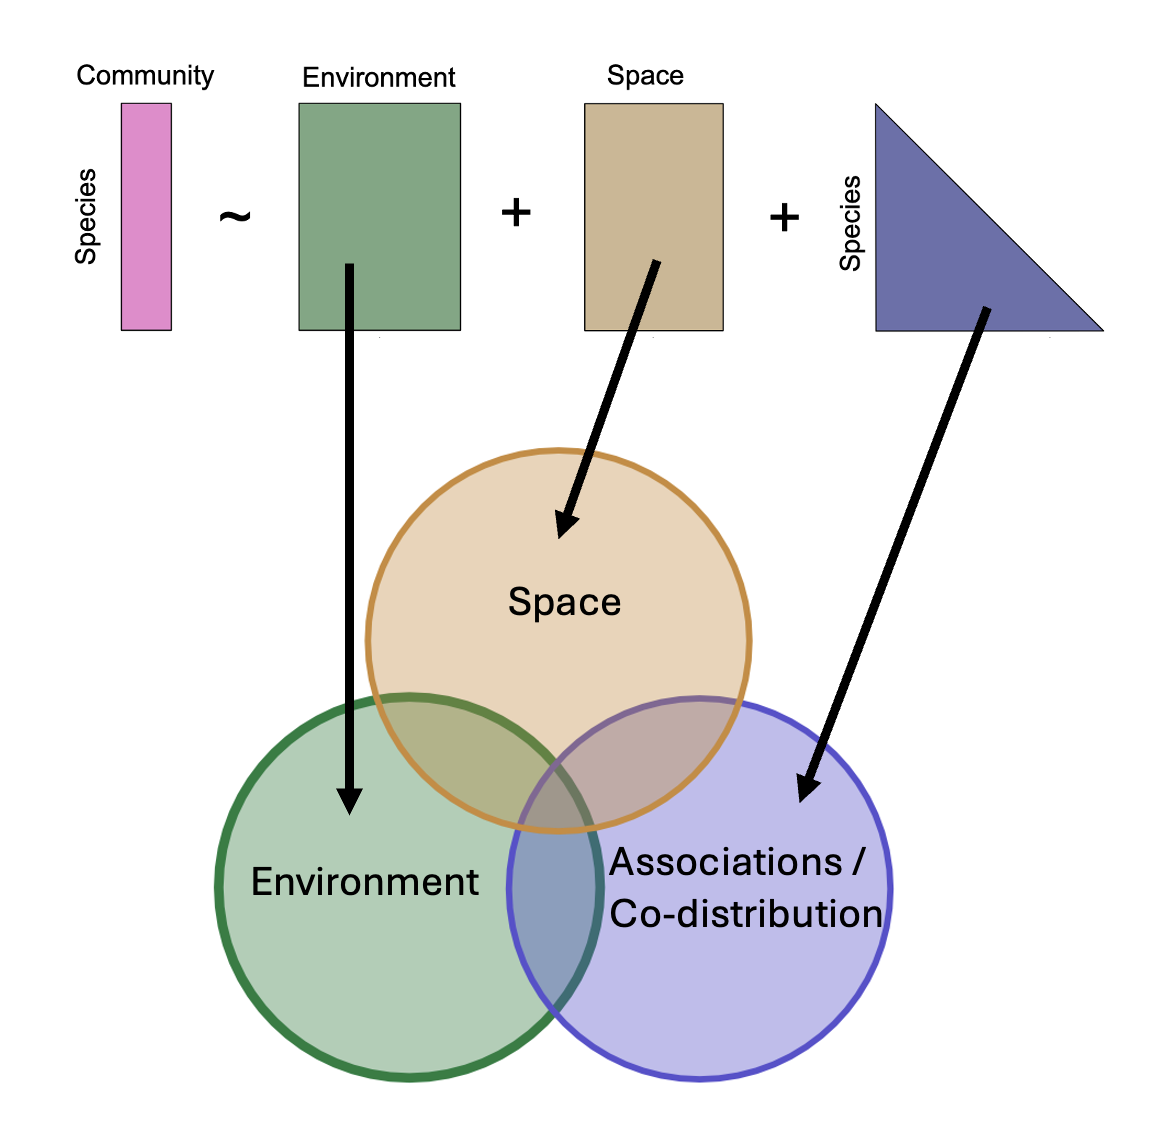 Community
Environment
Space
Species
~
+
+
Species
Space
Environment
Associations /
Co-distribution